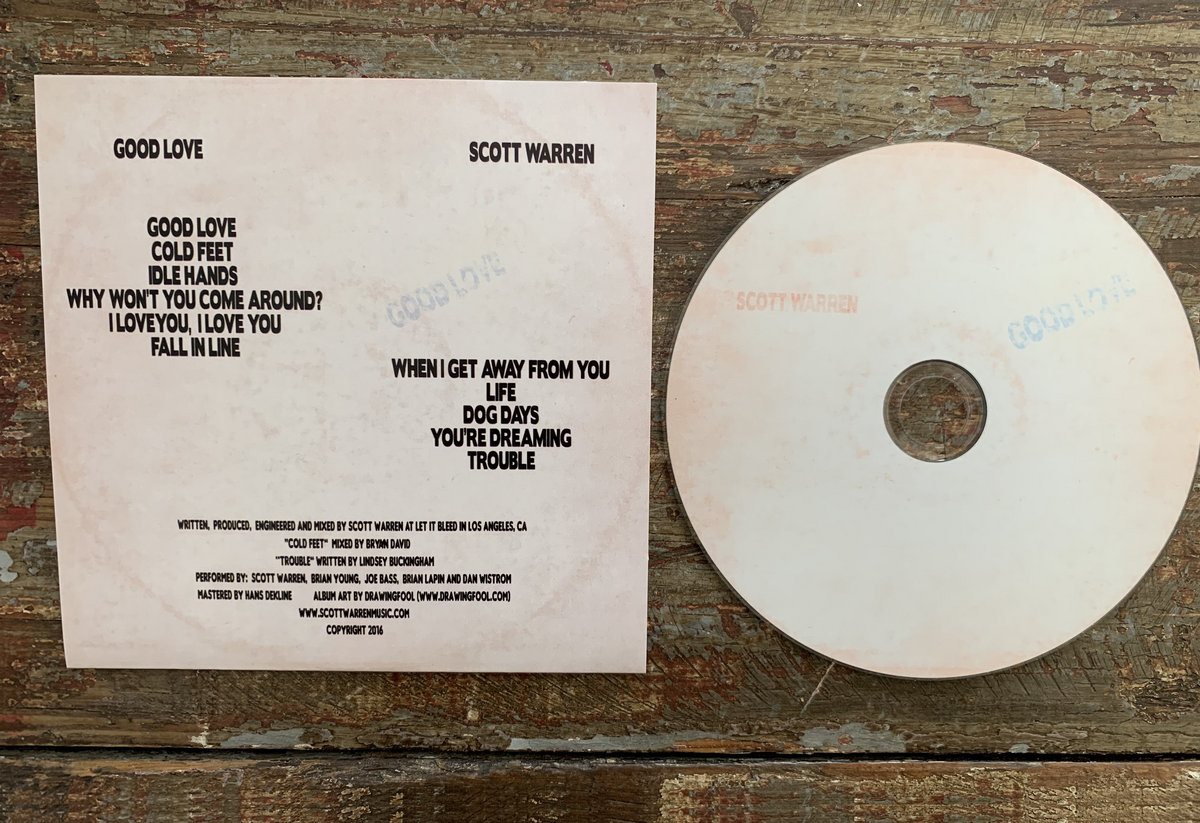 GOOD LOVE
SCOTT WARREN
GOOD LOVE
COLD FEET
IDLE HANDS
WHY WON'T YOU COME AROUND?
I LOVEYOU, I LOVE YOU
FALL IN LINE
GOOD LOVE
WHEN I GET AWAY FROM YOU
LIFE
DOG DAYS
YOU'RE DREAMING
TROUBLE
WRITTEN, PRODUCED, ENGINEERED AND MIXED BY SCOTT WARREN AT LET IT BLEED IN LOS ANGELES, CA
"COLD FEET" MIXED BY BRYAN DAVID
"TROUBLE" WRITTEN BY LINDSEY BUCKINGHAM
PERFORMED BY: SCOTT WARREN, BRIAN YOUNG, JOE BASS, BRIAN LAPIN AND DAN WISTROM
MASTERED BY HANS DEKLINE ALBUM ART BY DRAWINGFOOL (WWW.DRAWINGFOOL.COM)
WWW.SCOTTWARRENMUSIC.COM
COPYRIGHT 2016
SCOTT WARREN
GOOD LOVE